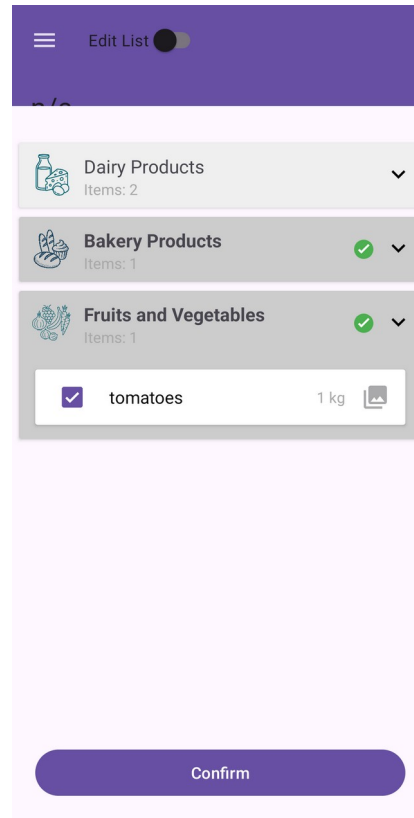 Edit List
Dairy Products
Items: 2
Bakery Products
Items: 1
Fruits and Vegetables
Items: 1
tomatoes
1 kg
Confirm